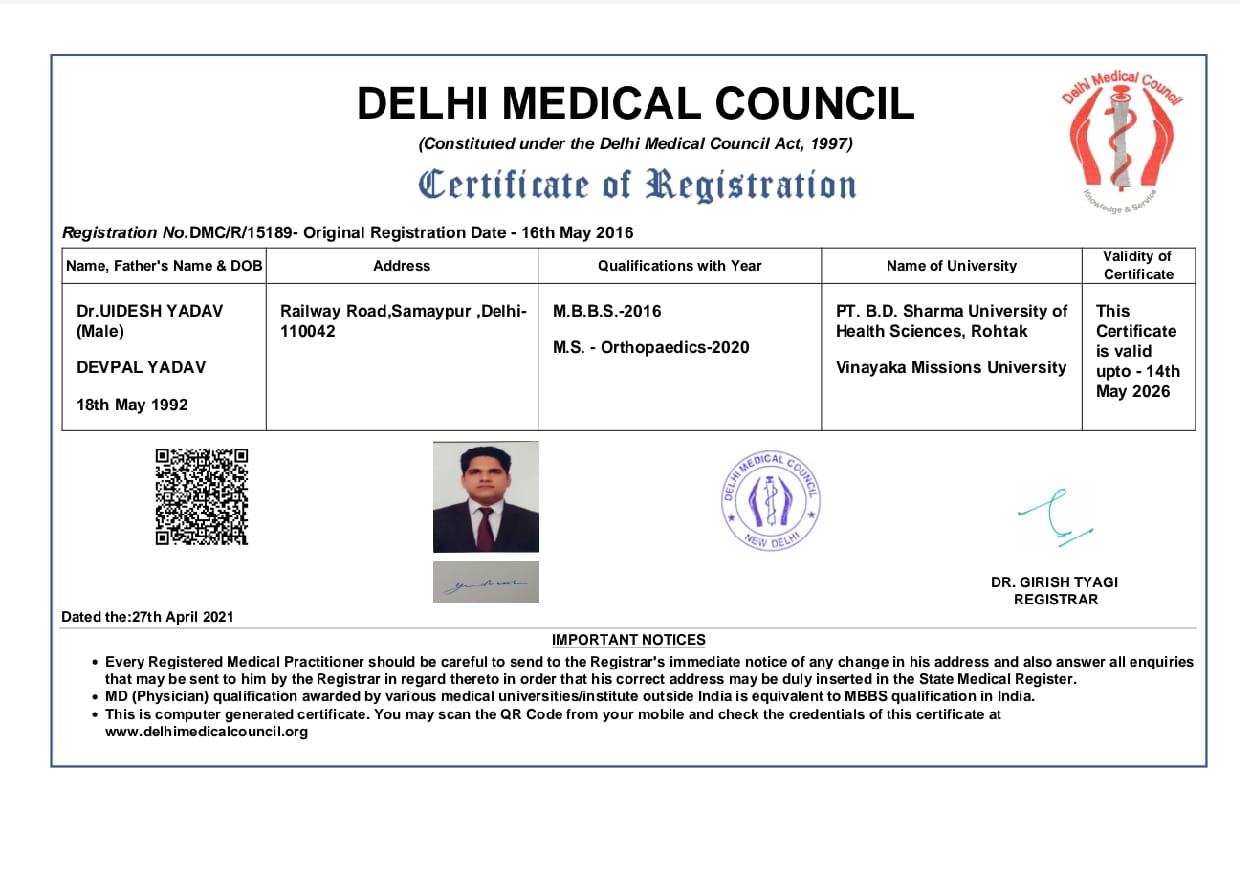 DELHI MEDICAL COUNCIL
(Constituted under the Delhi Medical Council Act, 1997)
Certificate of Registration
Delhi Medical Council
Knowledge & Service
Registration No.DMC/R/15189- Original Registration Date - 16th May 2016
Name, Father's Name & DOB
Address
Qualifications with Year
Name of University
Validity of
Certificate
Dr.UIDESH YADAV
(Male)
DEVPAL YADAV
18th May 1992
Railway Road,Samaypur ,Delhi-
110042
M.B.B.S.-2016
M.S. - Orthopaedics-2020
PT. B.D. Sharma University of
Health Sciences, Rohtak
Vinayaka Missions University
This
Certificate
is valid
upto - 14th
May 2026
DELHI MEDICAL COUNCIL
NEW DELHI
DR. GIRISH TYAGI
REGISTRAR
Dated the:27th April 2021
IMPORTANT NOTICES
• Every Registered Medical Practitioner should be careful to send to the Registrar's immediate notice of any change in his address and also answer all enquiries
that may be sent to him by the Registrar in regard thereto in order that his correct address may be duly inserted in the State Medical Register.
• MD (Physician) qualification awarded by various medical universities/institute outside India is equivalent to MBBS qualification in India.
• This is computer generated certificate. You may scan the QR Code from your mobile and check the credentials of this certificate at
www.delhimedicalcouncil.org